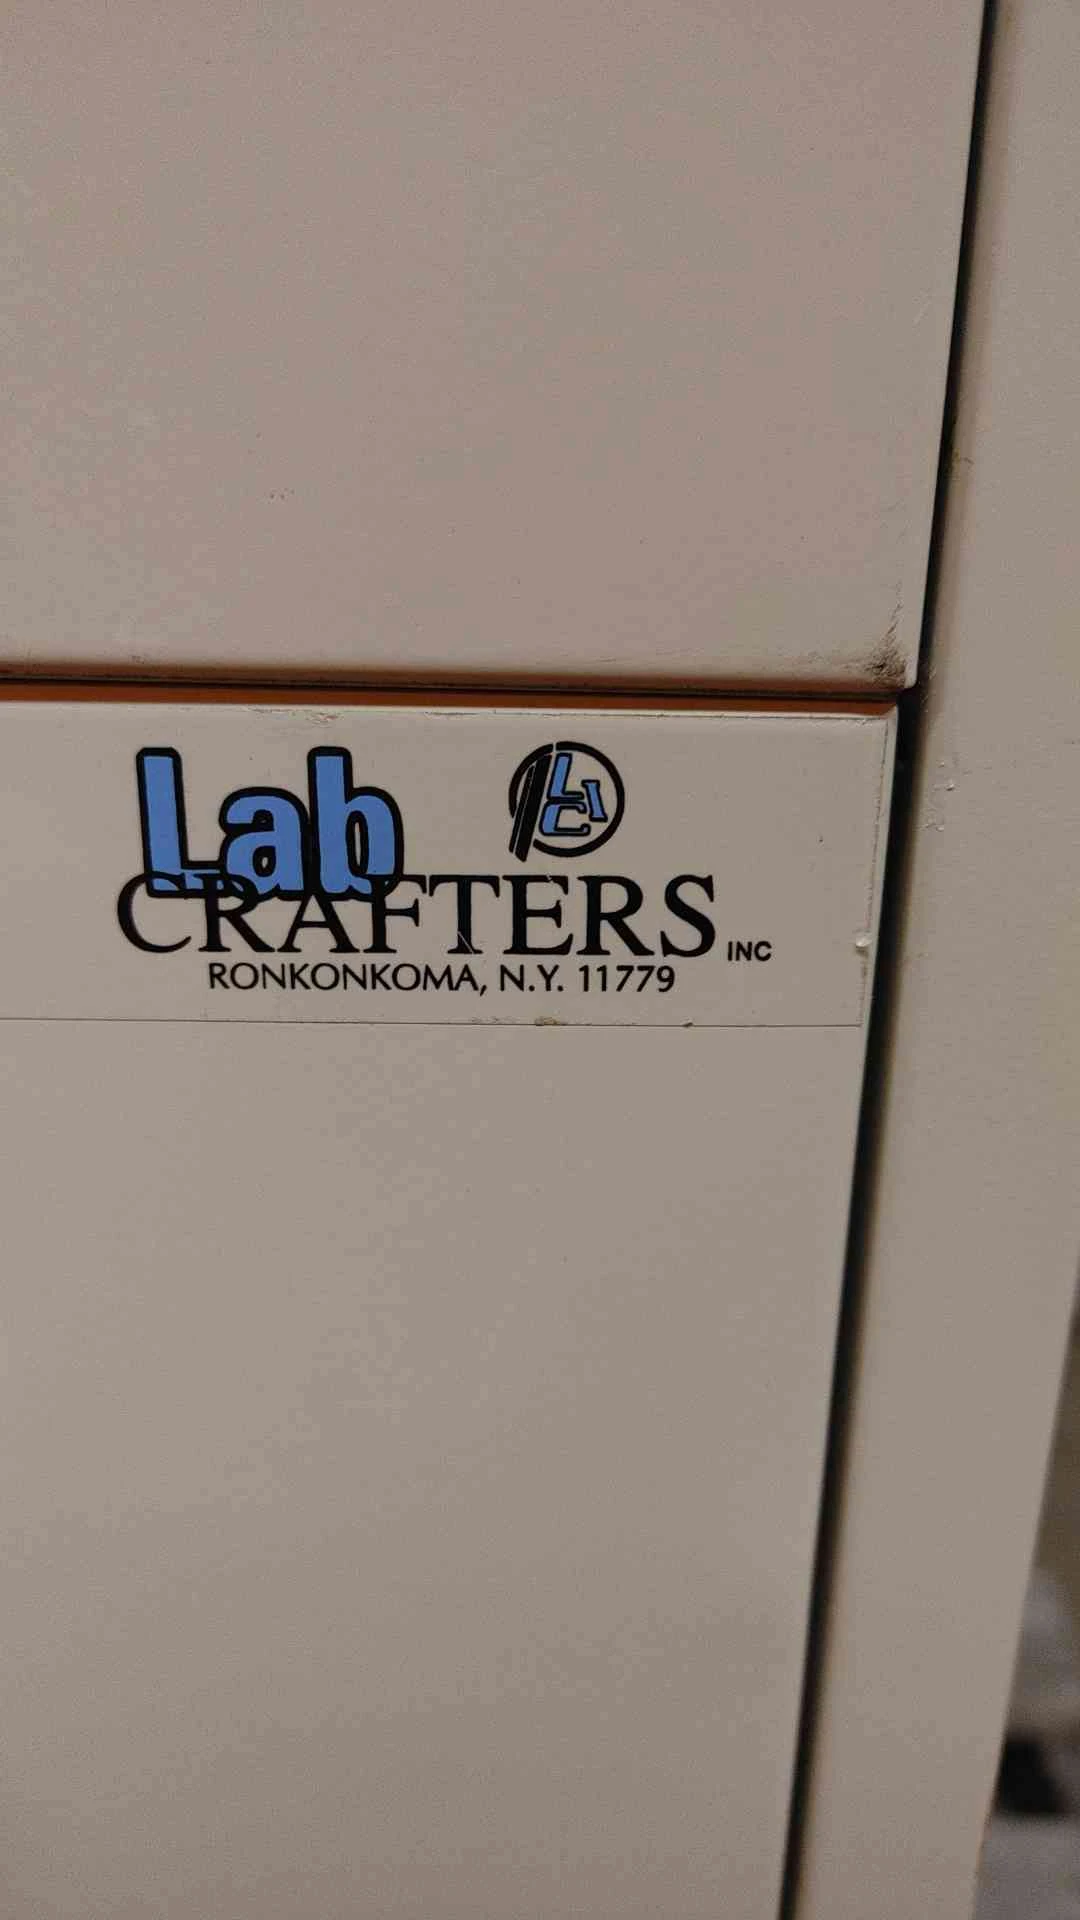 Lab
LCI
CRAFTERS INC
RONKONKOMA, N.Y. 11779